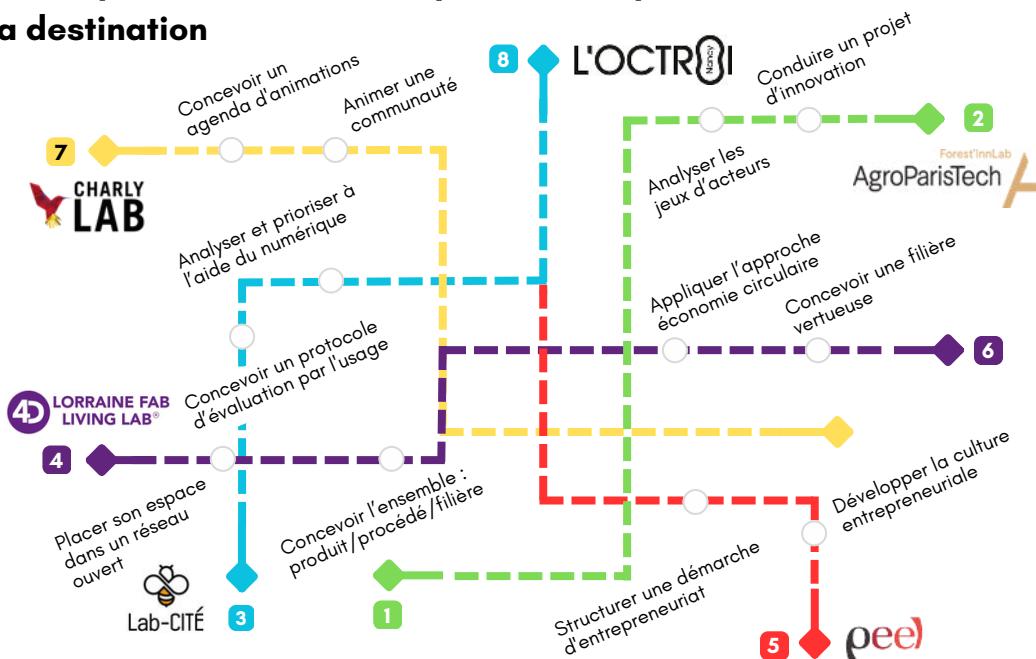 a destination
8
L'OCTROI
Nancy
Conduire un projet
d'innovation
Concevoir un
agenda d'animations
Animer une
communauté
7
CHARLY
LAB
2
Forest'InnLab
AgroParisTech
Analyser les
jeux d'acteurs
Analyser et prioriser à
l'aide du numérique
Appliquer l'approche
économie circulaire
Concevoir une filière
vertueuse
6
Concevoir un protocole
d'évaluation par l'usage
4D
LORRAINE FAB
LIVING LAB®
4
Placer son espace
dans un réseau
ouvert
Concevoir l'ensemble :
produit/procédé/filière
Développer la culture
entrepreneuriale
Structurer une démarche
d'entrepreneuriat
Lab-CITÉ
3
1
5
peel